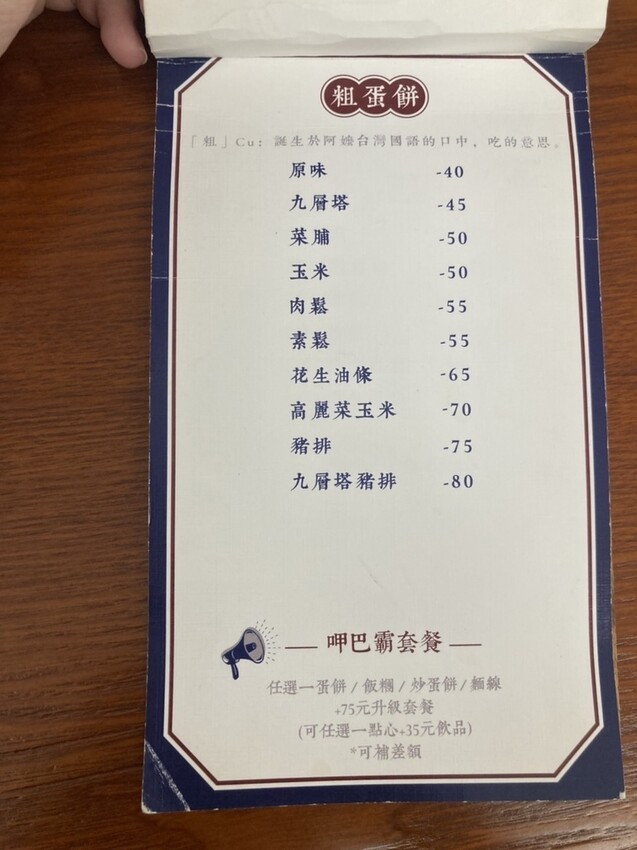 粗蛋餅
「粗」Cu：誕生於阿嬤台灣國語的口中，吃的意思。
原味 -40
九層塔 -45
菜脯 -50
玉米 -50
肉鬆 -55
素鬆 -55
花生油條 -65
高麗菜玉米 -70
豬排 -75
九層塔豬排 -80
呷巴霸套餐
任選一蛋餅/飯糰/炒蛋餅/麵線
+75元升級套餐
(可任選一點心+35元飲品)
*可補差額